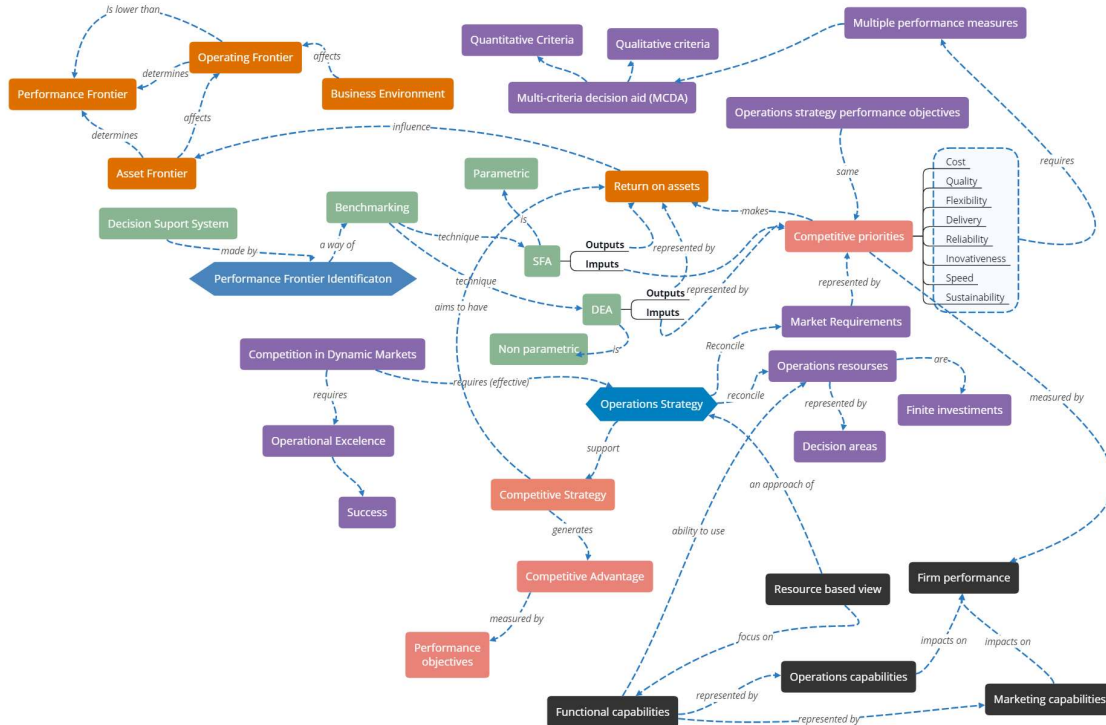 Is lower than
Multiple performance measures
Quantitative Criteria
Qualitative criteria
Operating Frontier
affects
determines
Performance Frontier
Business Environment
Multi-criteria decision aid (MCDA)
Operations strategy performance objectives
affects
determines
influence
Asset Frontier
same
requires
Cost
Quality
Flexibility
Delivery
Reliability
Inovativeness
Speed
Sustainability
Parametric
Return on assets
Benchmarking
makes
Decision Suport System
is
technique
Competitive priorities
made by
a way of
Outputs
represented by
SFA
Imputs
Performance Frontier Identificaton
technique
Outputs
represented by
represented by
aims to have
DEA
Imputs
Market Requirements
Non parametric
is
Reconcile
Competition in Dynamic Markets
Operations resourses
are
requires (effective)
reconcile
requires
Operations Strategy
represented by
measured by
Finite investiments
Operational Excelence
support
Decision areas
an approach of
Competitive Strategy
Success
generates
ability to use
Competitive Advantage
Firm performance
Resource based view
measured by
focus on
impacts on
impacts on
Performance
objectives
Operations capabilities
represented by
Marketing capabilities
Functional capabilities
represented by